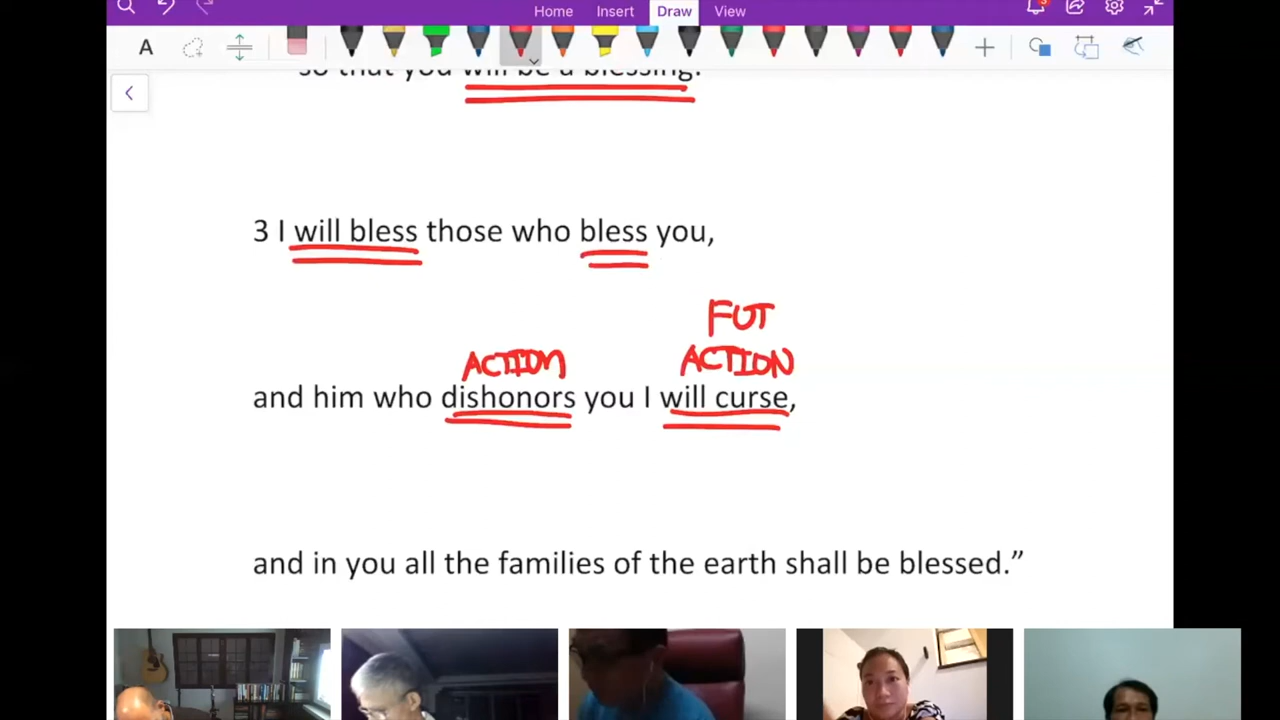 Home Insert Draw View
A
so that you will be a blessing.
3 I will bless those who bless you,
FUT
ACTION ACTION
and him who dishonors you I will curse,
and in you all the families of the earth shall be blessed.”